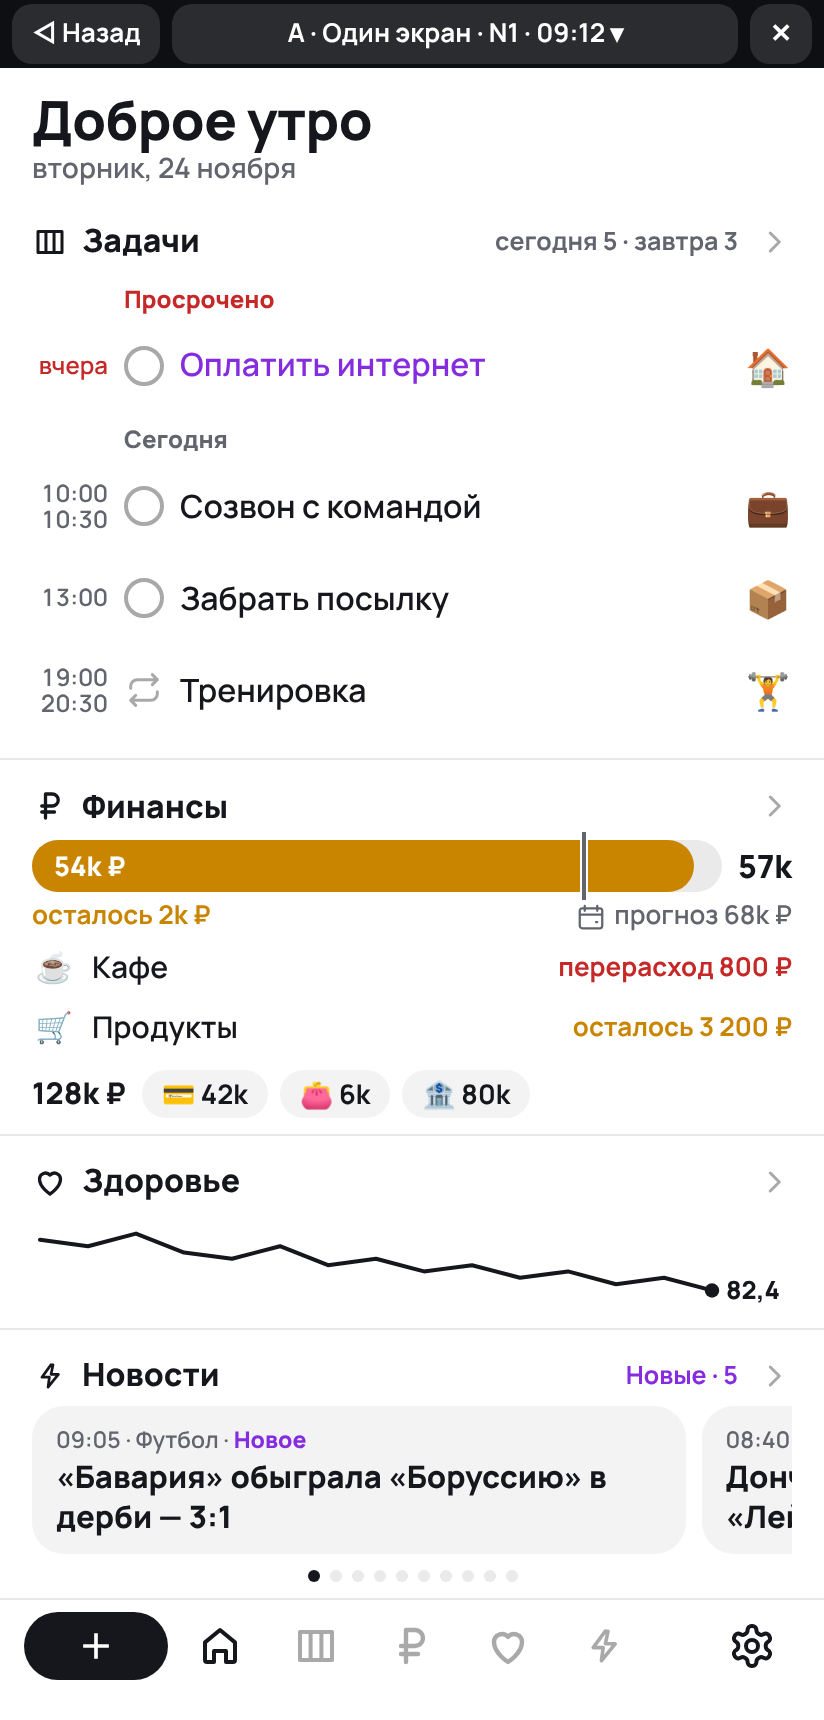 Назад
А · Один экран · N1 · 09:12 ▾
×
Доброе утро
вторник, 24 ноября
Задачи
сегодня 5 · завтра 3
Просрочено
вчера
Оплатить интернет
Сегодня
10:00
10:30
Созвон с командой
13:00
Забрать посылку
19:00
20:30
Тренировка
₽ Финансы
54k ₽
57k
осталось 2k ₽
прогноз 68k ₽
Кафе
перерасход 800 ₽
Продукты
осталось 3 200 ₽
128k ₽
42k
6k
80k
Здоровье
82,4
Новости
Новые · 5
09:05 · Футбол · Новое
«Бавария» обыграла «Боруссию» в
дерби — 3:1
08:40
Донч
«Лей
+
₽